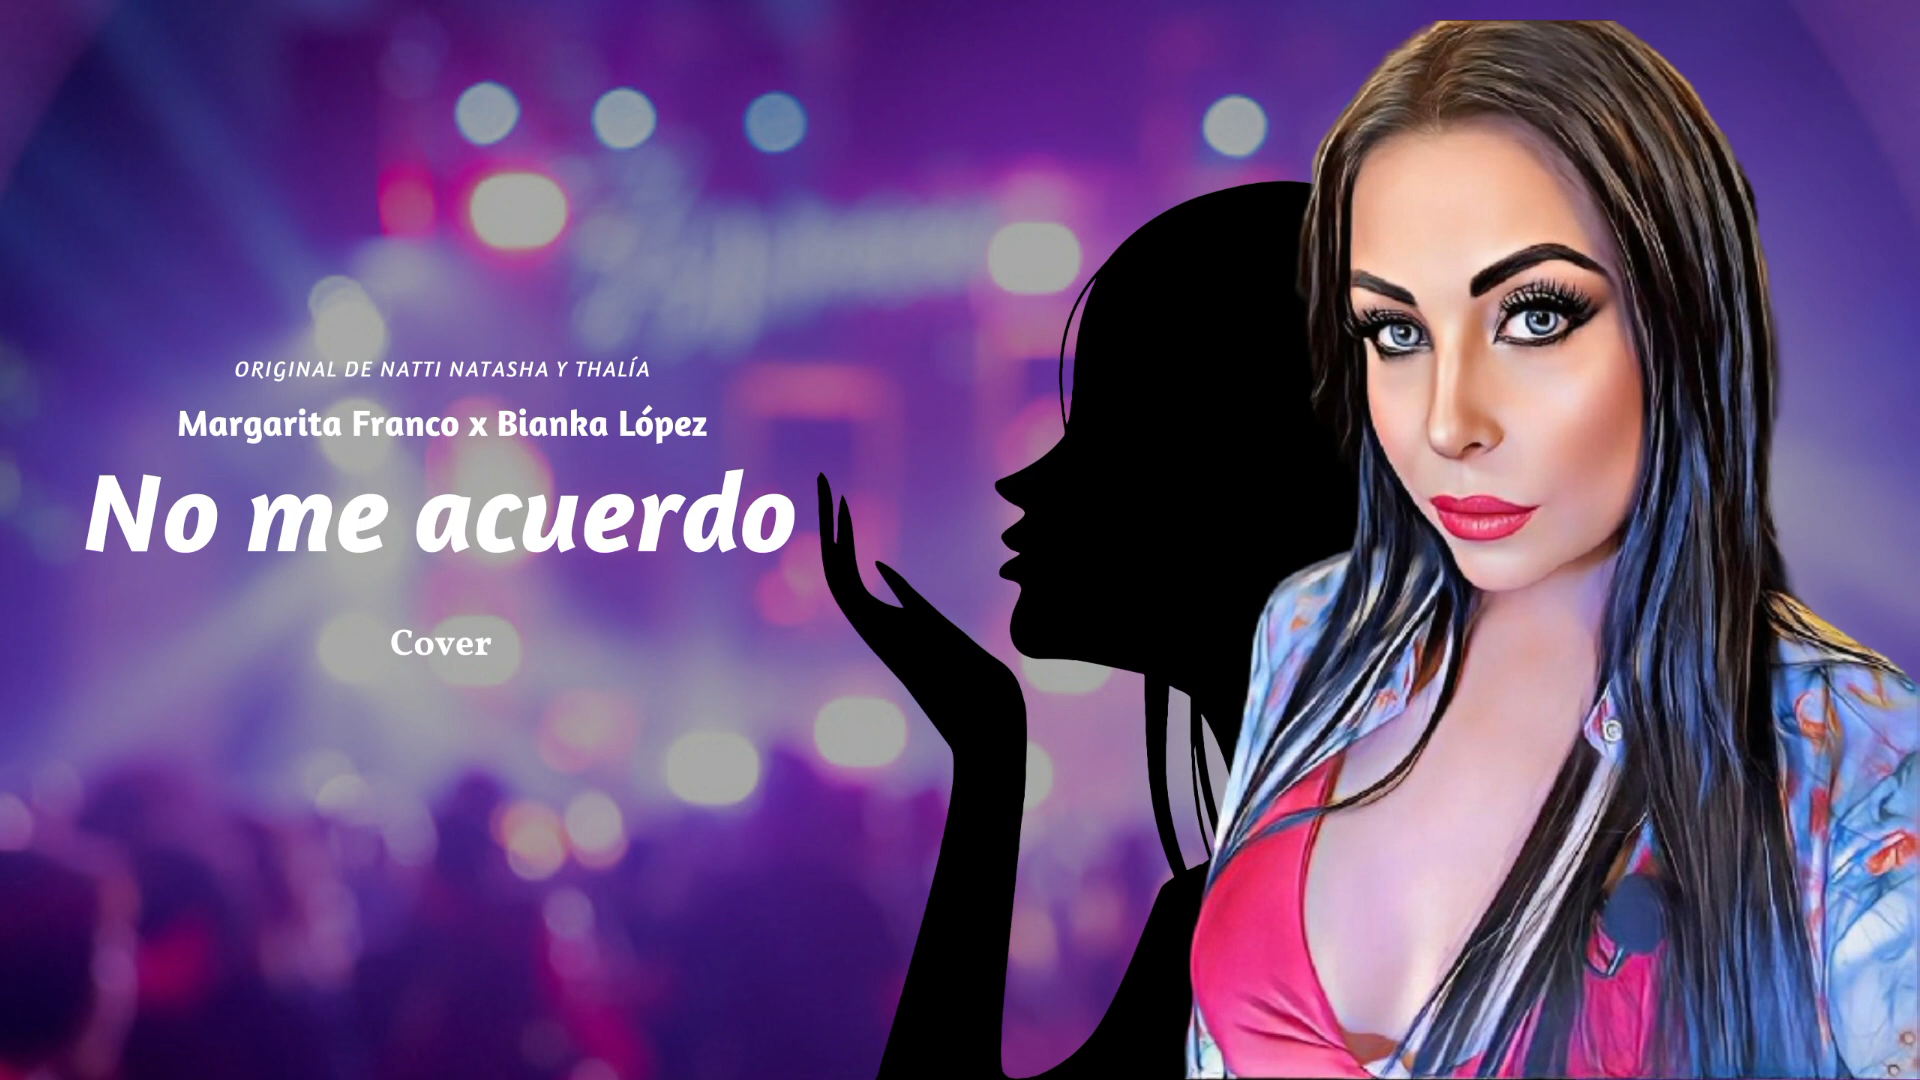 ORIGINAL DE NATTI NATASHA Y THALÍA
Margarita Franco x Bianka López
No me acuerdo
Cover